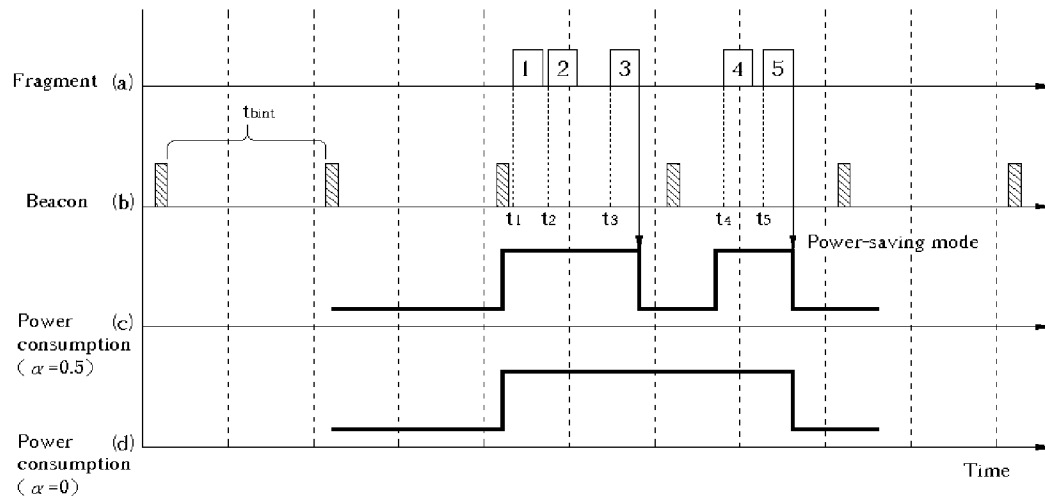 1 2 3 4 5
Fragment (a)
tbint
Beacon (b)
t1 t2 t3 t4 t5
Power-saving mode
Power (c)
consumption
( α=0.5)
Power (d)
consumption
( α=0)
Time